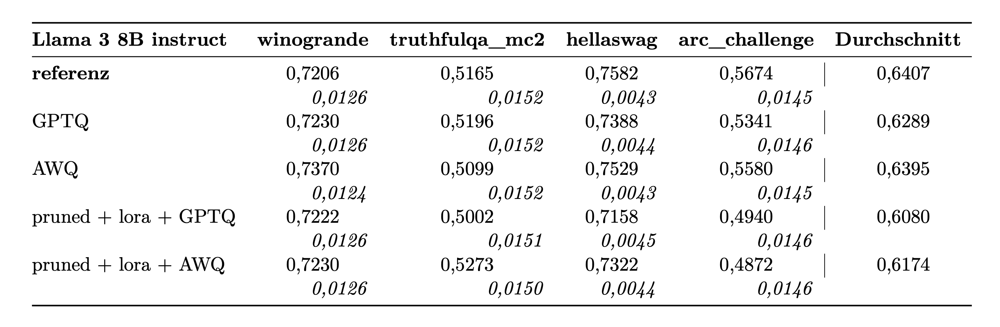 Llama 3 8B instruct winogrande truthfulqa_mc2 hellaswag arc_challenge Durchschnitt
referenz 0,7206 0,5165 0,7582 0,5674 0,6407
0,0126 0,0152 0,0043 0,0145
GPTQ 0,7230 0,5196 0,7388 0,5341 0,6289
0,0126 0,0152 0,0044 0,0146
AWQ 0,7370 0,5099 0,7529 0,5580 0,6395
0,0124 0,0152 0,0043 0,0145
pruned + lora + GPTQ 0,7222 0,5002 0,7158 0,4940 0,6080
0,0126 0,0151 0,0045 0,0146
pruned + lora + AWQ 0,7230 0,5273 0,7322 0,4872 0,6174
0,0126 0,0150 0,0044 0,0146